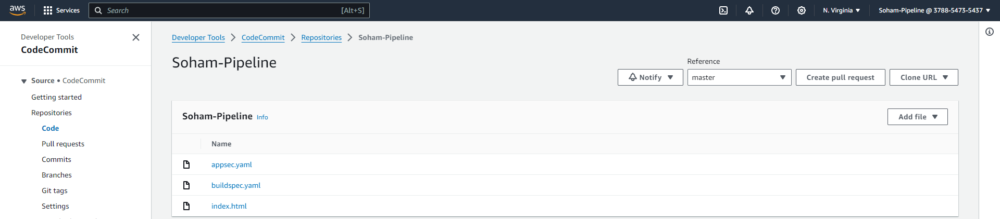 aws
Services
Search
[Alt+S]
N. Virginia
Soham-Pipeline @ 3788-5473-5437
Developer Tools
CodeCommit
Source • CodeCommit
Getting started
Repositories
Code
Pull requests
Commits
Branches
Git tags
Settings
Developer Tools
CodeCommit
Repositories
Soham-Pipeline
Soham-Pipeline
Reference
Notify
master
Create pull request
Clone URL
Soham-Pipeline Info
Add file
Name
appsec.yaml
buildspec.yaml
index.html